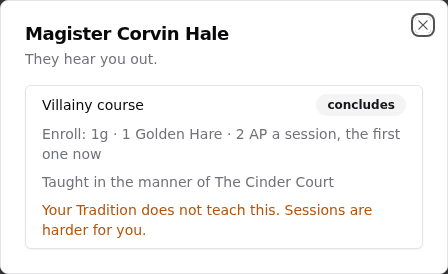 Magister Corvin Hale
They hear you out.
Villainy course
concludes
Enroll: 1g · 1 Golden Hare · 2 AP a session, the first
one now
Taught in the manner of The Cinder Court
Your Tradition does not teach this. Sessions are
harder for you.